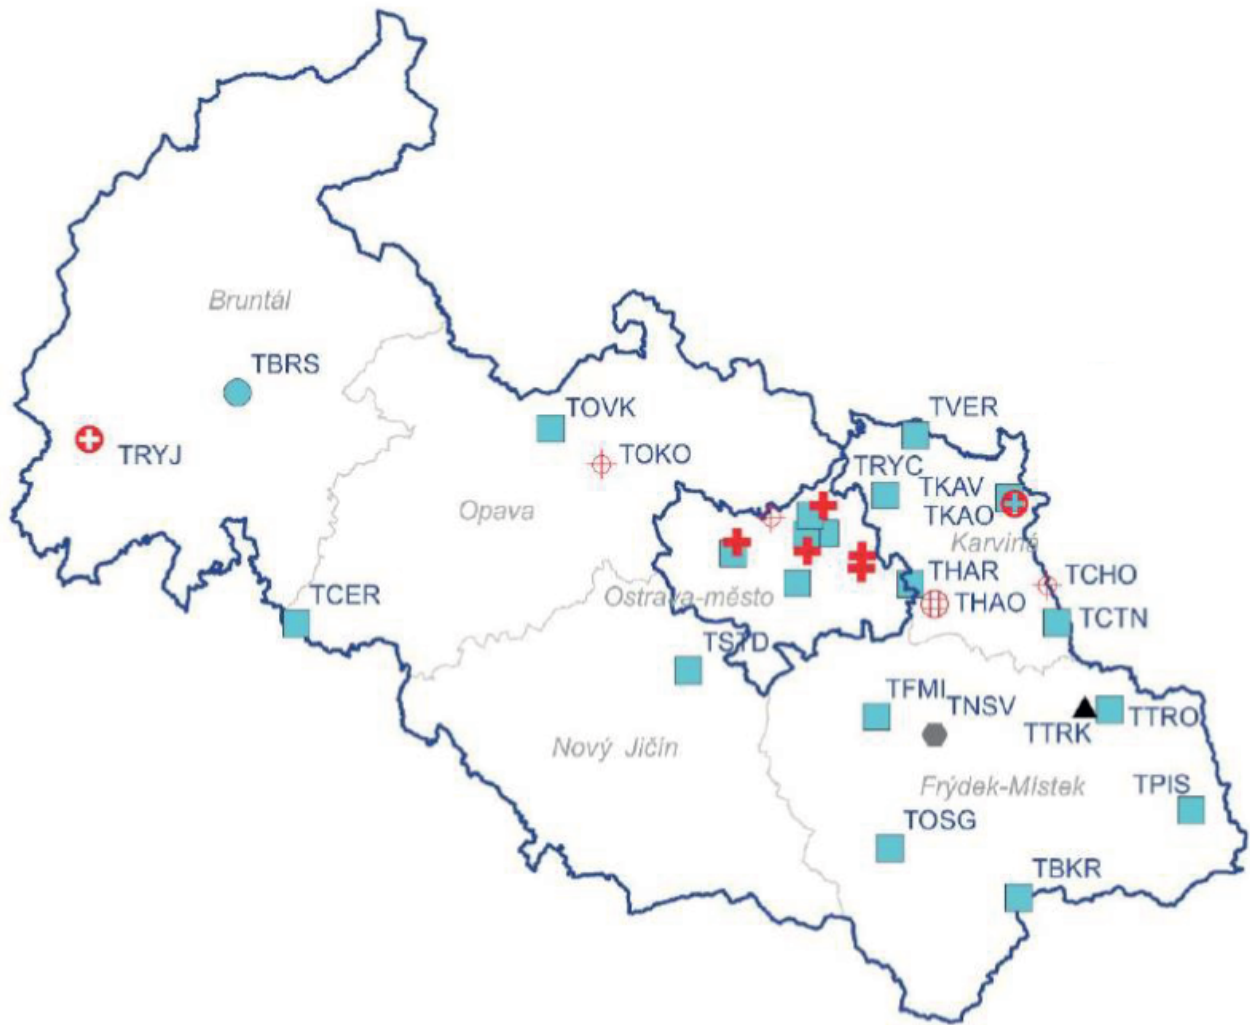 Bruntál
TBRS
TRYJ
TOVK
TOKO
Opava
TVER
TRYC
TKAV
TKAO
Karviná
THAR
THAO
TCHO
TCTN
TCER
Ostrava-město
TSTD
TFMI
TNSV
TTRK
TTRO
Nový Jičín
Frýdek-Místek
TPIS
TOSG
TBKR